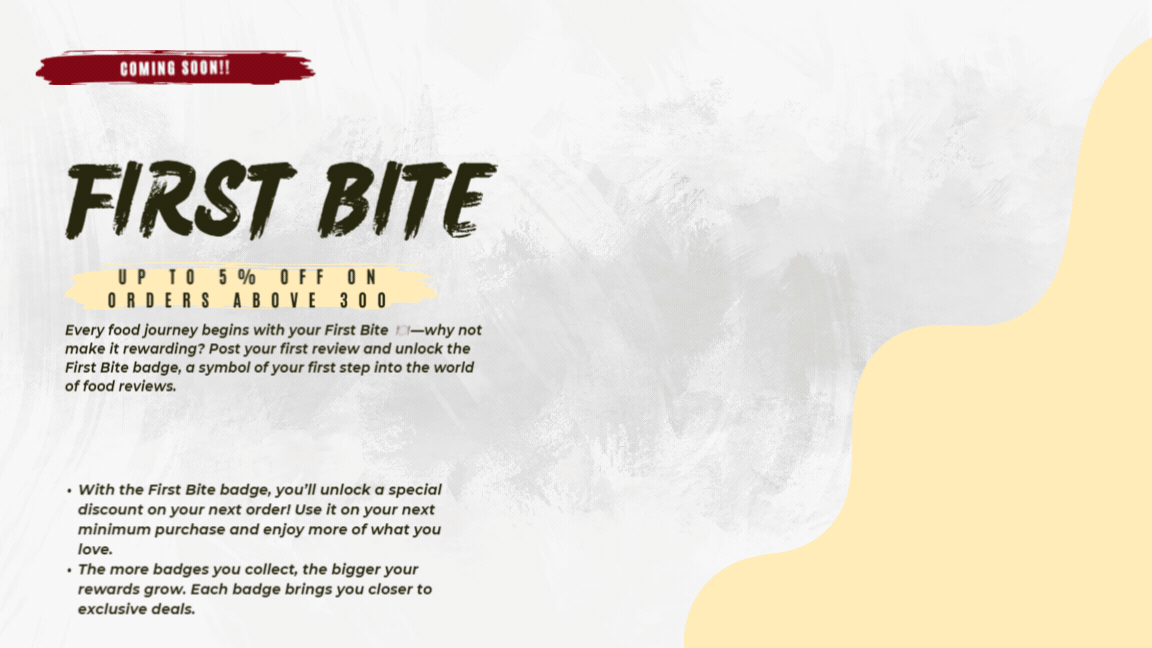 COMING SOON!!
FIRST BITE
UP TO 5% OFF ON
ORDERS ABOVE 300
Every food journey begins with your First Bite 🍽—why not
make it rewarding? Post your first review and unlock the
First Bite badge, a symbol of your first step into the world
of food reviews.
• With the First Bite badge, you’ll unlock a special
discount on your next order! Use it on your next
minimum purchase and enjoy more of what you
love.
• The more badges you collect, the bigger your
rewards grow. Each badge brings you closer to
exclusive deals.